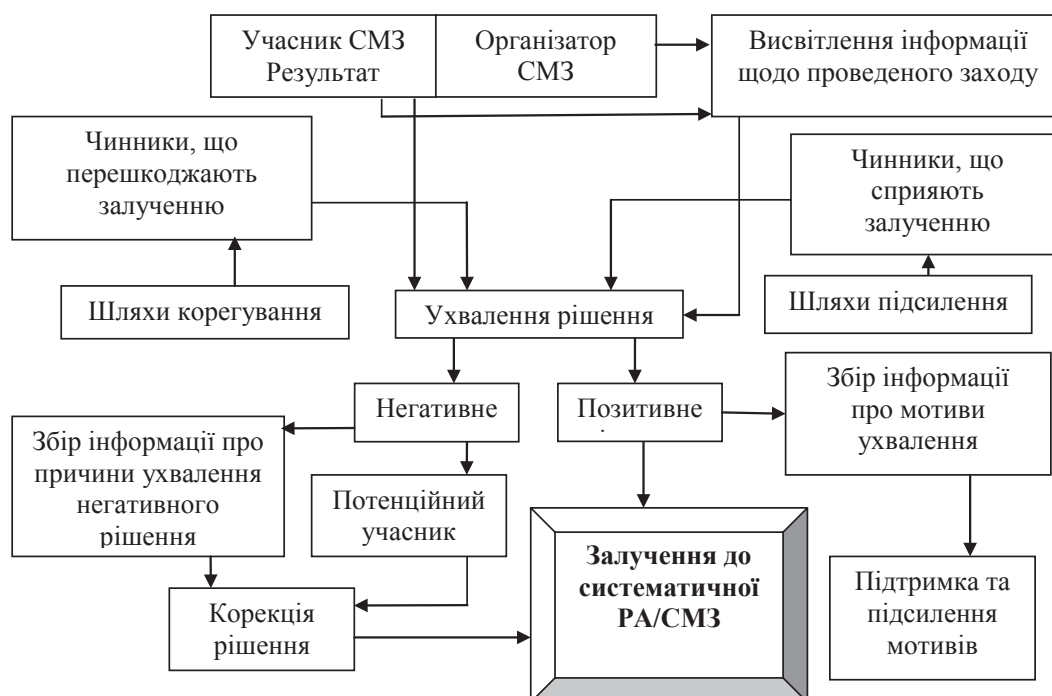 Учасник СМЗ
Результат
Організатор
СМЗ
Висвітлення інформації
щодо проведеного заходу
Чинники, що
перешкоджають
залученню
Чинники, що
сприяють
залученню
Шляхи корегування
Шляхи підсилення
Ухвалення рішення
Негативне
Позитивне
Збір інформації
про мотиви
ухвалення
Збір інформації про
причини ухвалення
негативного
рішення
Потенційний
учасник
Залучення до
систематичної
РА/СМЗ
Підтримка та
підсилення
мотивів
Корекція
рішення